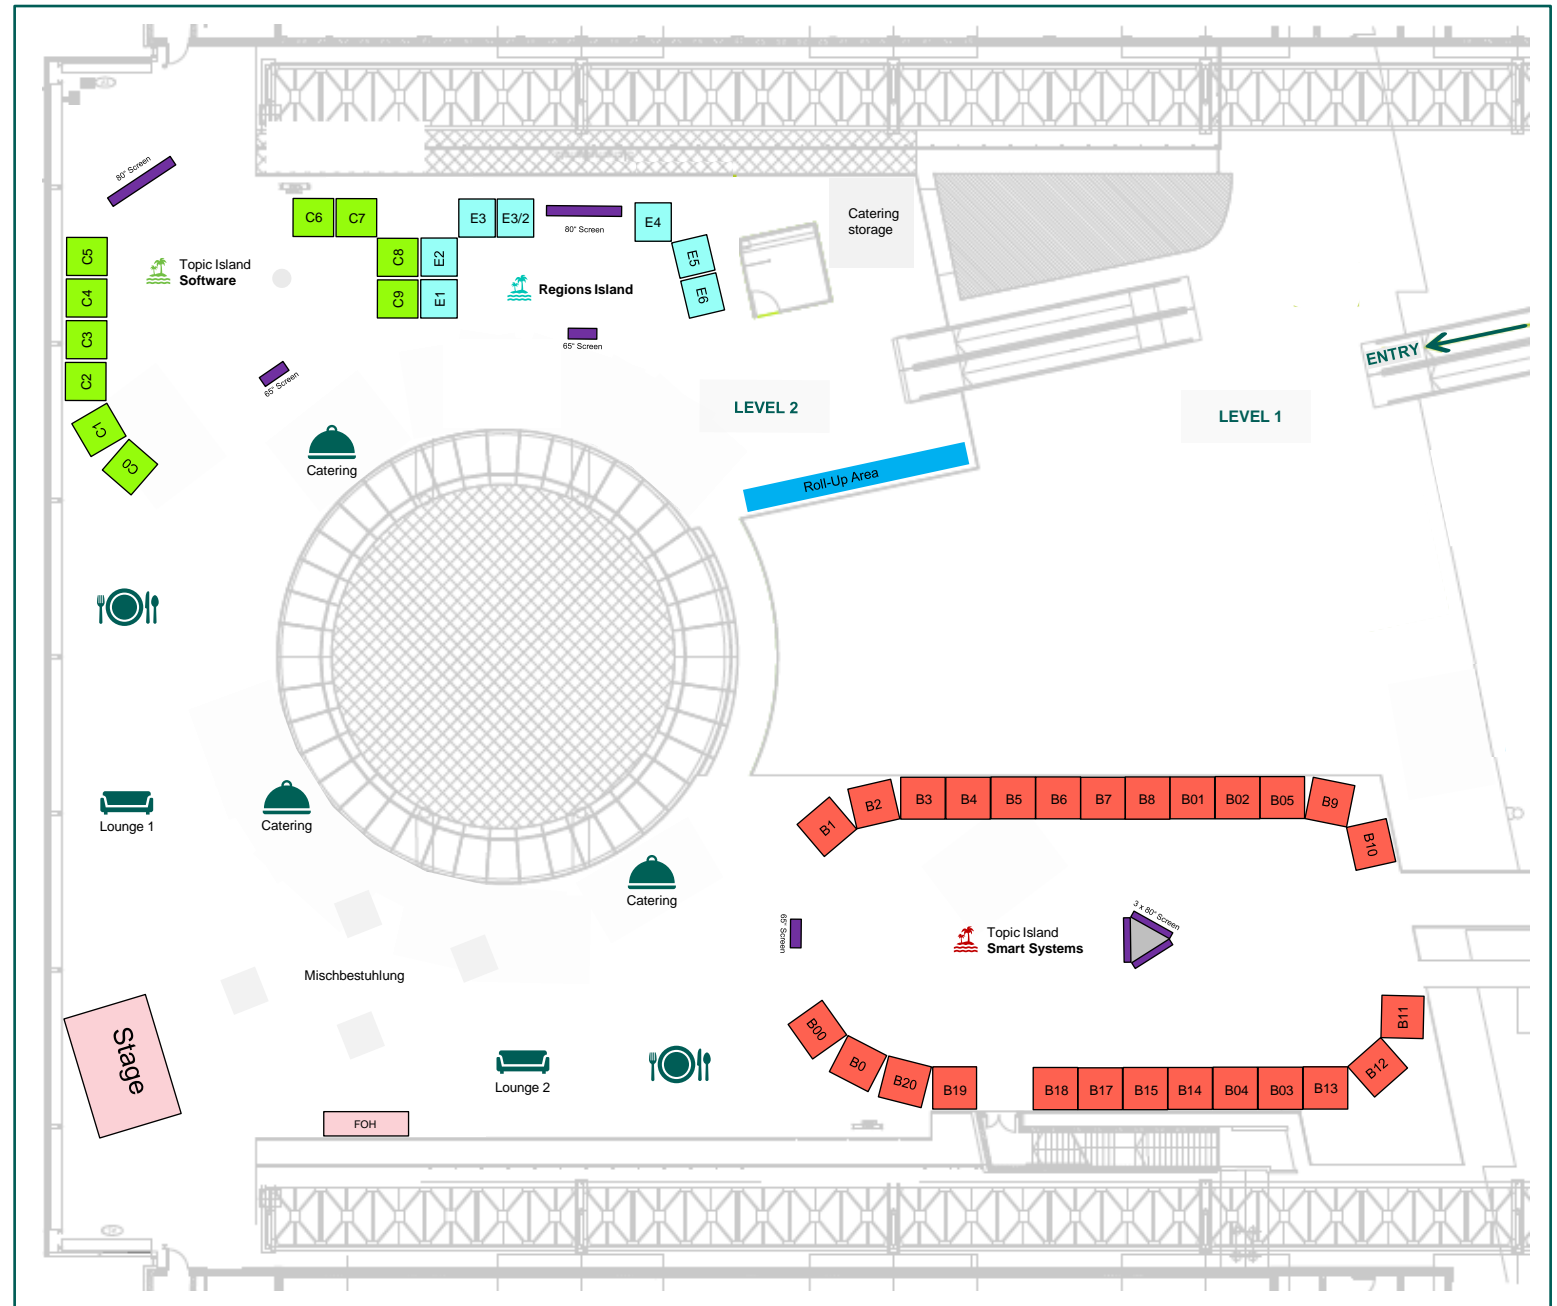 80" Screen
C6
C7
E3
E3/2
80" Screen
E4
Catering
storage
C5
C4
C3
C2
C1
C0
Topic Island
Software
C8
E2
C9
E1
Regions Island
E5
E6
65" Screen
65" Screen
ENTRY
LEVEL 2
LEVEL 1
Catering
Roll-Up Area
Lounge 1
Catering
Catering
B1
B2
B3
B4
B5
B6
B7
B8
B01
B02
B05
B9
B10
65" Screen
Topic Island
Smart Systems
3 x 80" Screen
Mischbestuhlung
Stage
Lounge 2
FOH
B00
B0
B20
B19
B18
B17
B15
B14
B04
B03
B13
B12
B11